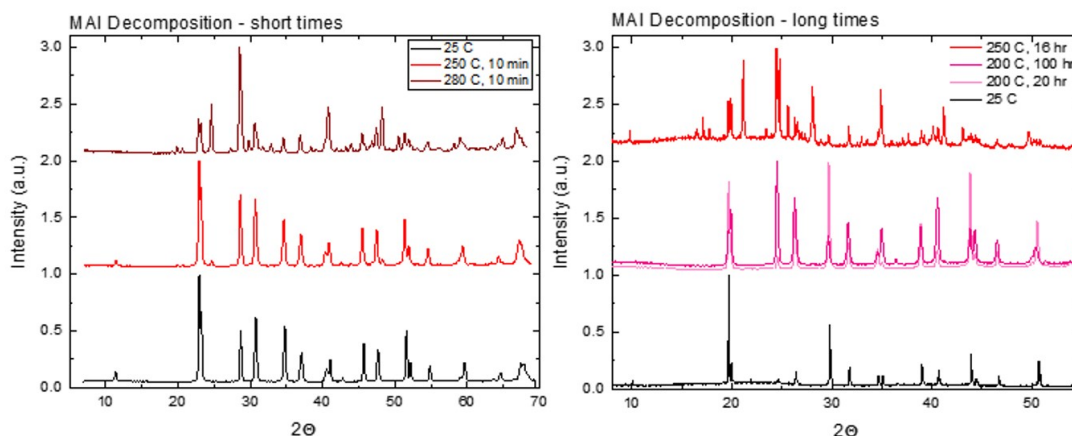 MAI Decomposition - short times
25 C
250 C, 10 min
280 C, 10 min
3.0
2.5
2.0
1.5
1.0
0.5
0.0
Intensity (a.u.)
10 20 30 40 50 60 70
2Θ
MAI Decomposition - long times
250 C, 16 hr
200 C, 100 hr
200 C, 20 hr
25 C
3.0
2.5
2.0
1.5
1.0
0.5
0.0
Intensity (a.u.)
10 20 30 40 50
2Θ